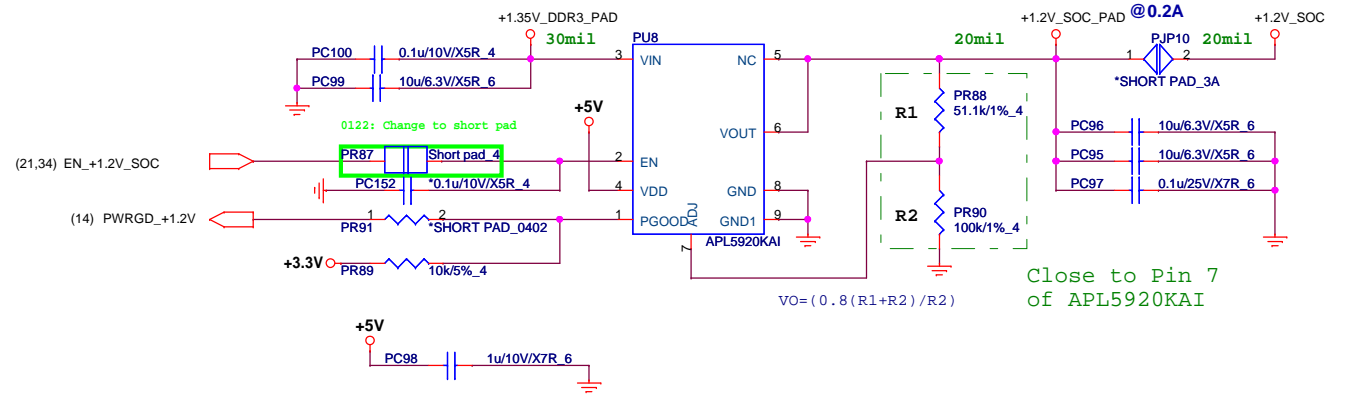 @0.2A
+1.35V_DDR3_PAD
+1.2V_SOC_PAD
+1.2V_SOC
30mil
PU8
20mil
PJP10
20mil
PC100
0.1u/10V/X5R_4
3
VIN
NC
5
1
2
PC99
10u/6.3V/X5R_6
*SHORT PAD_3A
+5V
R1
PR88
51.1k/1%_4
0122: Change to short pad
VOUT
6
PC96
10u/6.3V/X5R_6
(21,34) EN_+1.2V_SOC
PR87
Short pad_4
2
EN
PC95
10u/6.3V/X5R_6
PC152
*0.1u/10V/X5R_4
4
VDD
GND
8
PC97
0.1u/25V/X7R_6
(14) PWRGD_+1.2V
1
2
PR91
*SHORT PAD_0402
1
PGOOD
ADJ
GND1
9
R2
PR90
100k/1%_4
7
APL5920KAI
+3.3V
PR89
10k/5%_4
Close to Pin 7
of APL5920KAI
VO=(0.8(R1+R2)/R2)
+5V
PC98
1u/10V/X7R_6